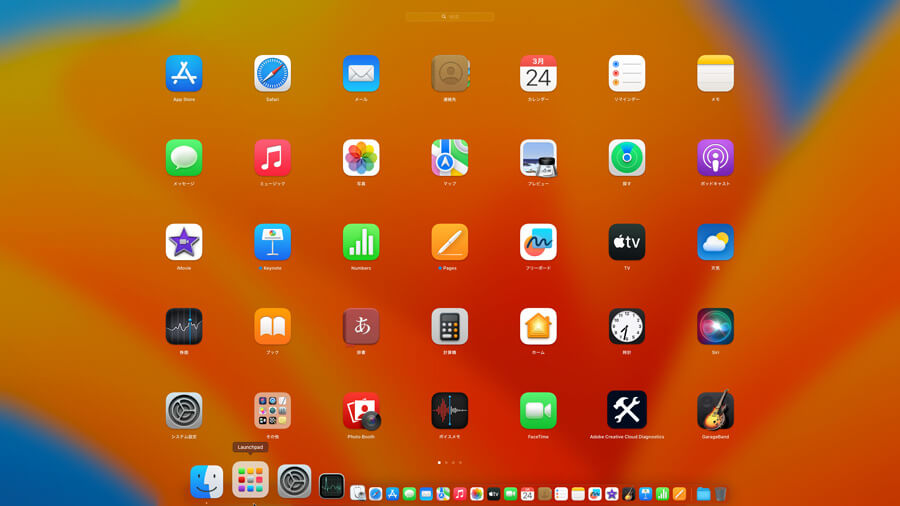 検索
App Store
Safari
メール
連絡先
3月
24
カレンダー
リマインダー
メモ
メッセージ
ミュージック
写真
マップ
プレビュー
探す
ポッドキャスト
iMovie
Keynote
Numbers
Pages
フリーボード
tv
TV
天気
株価
ブック
あ
辞書
計算機
ホーム
時計
Siri
システム設定
その他
Photo Booth
ボイスメモ
FaceTime
Adobe Creative Cloud Diagnostics
GarageBand
Launchpad
tv
24